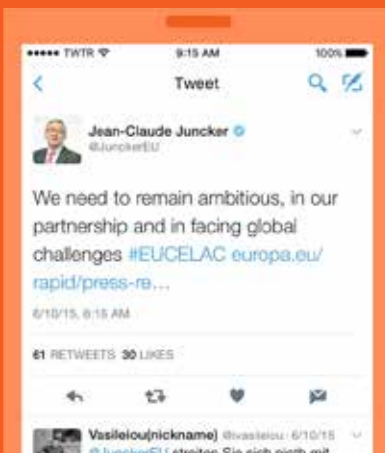 TWTR 9:15 AM 100%
Tweet
Jean-Claude Juncker
@JunckerEU
We need to remain ambitious, in our
partnership and in facing global
challenges #EUCELAC europa.eu/
rapid/press-re…
6/10/15, 8:15 AM
61 RETWEETS 30 LIKES
Vasileiou(nickname) @vasileiou · 6/10/15
@JunckerEU streiten Sie sich nicht mit